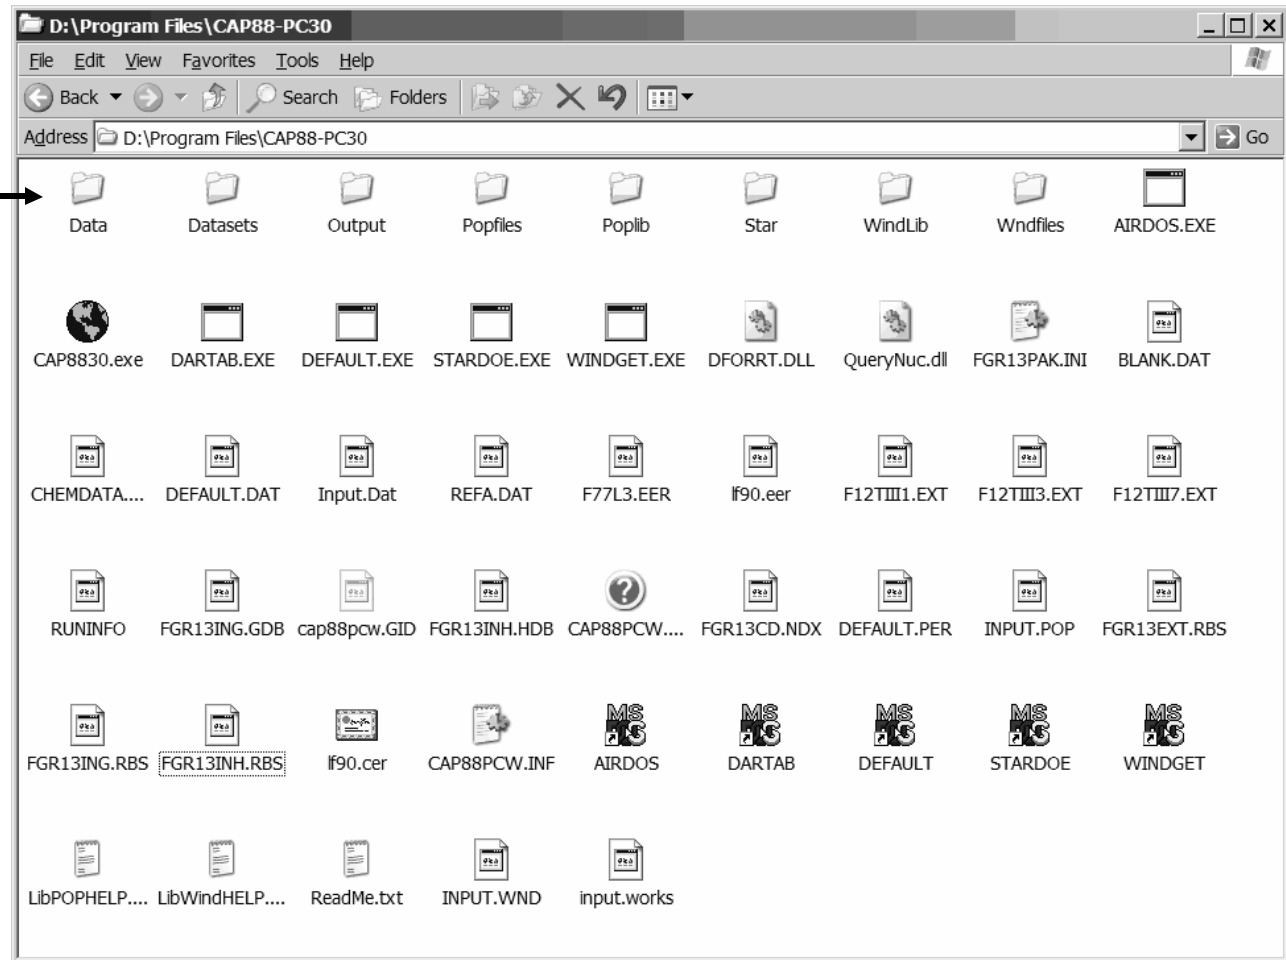 D:\Program Files\CAP88-PC30
File Edit View Favorites Tools Help
Back Search Folders
Address D:\Program Files\CAP88-PC30 Go
Data Datasets Output Popfiles Poplib Star WindLib Wndfiles AIRDOS.EXE
CAP8830.exe DARTAB.EXE DEFAULT.EXE STARDOE.EXE WINDGET.EXE DFORRT.DLL QueryNuc.dll FGR13PAK.INI BLANK.DAT
CHEMDATA.... DEFAULT.DAT Input.Dat REFA.DAT F77L3.EER lf90.eer F12TIII1.EXT F12TIII3.EXT F12TIII7.EXT
RUNINFO FGR13ING.GDB cap88pcw.GID FGR13INH.HDB CAP88PCW.... FGR13CD.NDX DEFAULT.PER INPUT.POP FGR13EXT.RBS
FGR13ING.RBS FGR13INH.RBS lf90.cer CAP88PCW.INF AIRDOS DARTAB DEFAULT STARDOE WINDGET
LibPOPHELP.... LibWindHELP.... ReadMe.txt INPUT.WND input.works